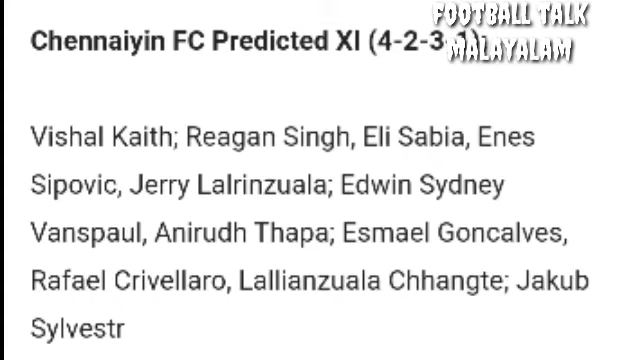 FOOTBALL TALK
MALAYALAM
Chennaiyin FC Predicted XI (4-2-3-1):
Vishal Kaith; Reagan Singh, Eli Sabia, Enes
Sipovic, Jerry Lalrinzuala; Edwin Sydney
Vanspaul, Anirudh Thapa; Esmael Goncalves,
Rafael Crivellaro, Lallianzuala Chhangte; Jakub
Sylvestr